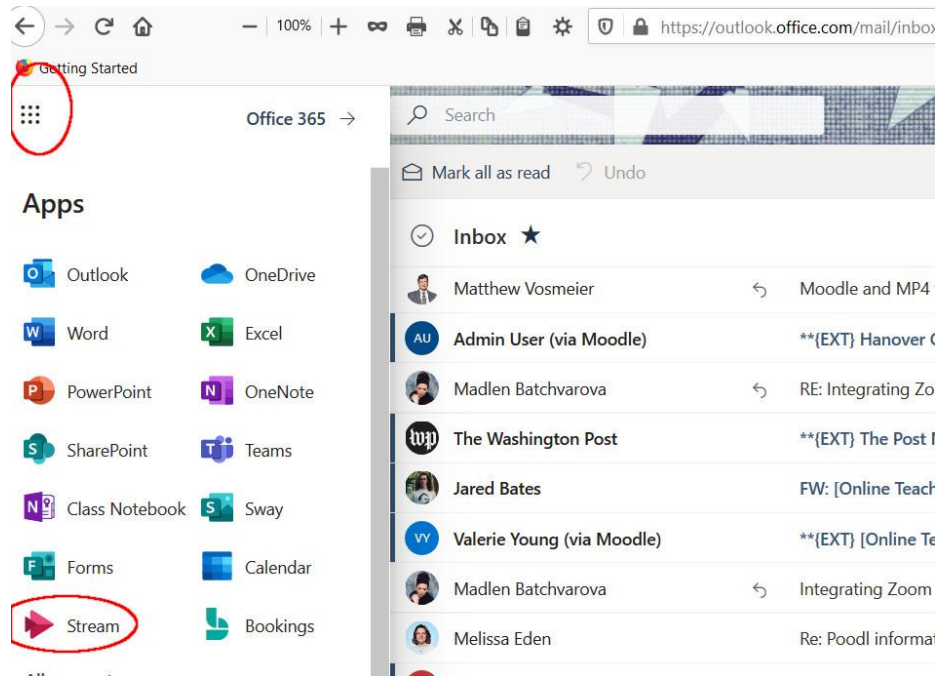 100%
https://outlook.office.com/mail/inbox
Getting Started
Office 365 →
Search
Mark all as read Undo
Apps
Inbox ★
Outlook OneDrive
Matthew Vosmeier Moodle and MP4
Word Excel
AU Admin User (via Moodle) **{EXT} Hanover
PowerPoint OneNote
Madlen Batchvarova RE: Integrating Zo
SharePoint Teams
wp The Washington Post **{EXT} The Post
Class Notebook Sway
Jared Bates FW: [Online Teach
VY Valerie Young (via Moodle) **{EXT} [Online Te
Forms Calendar
Madlen Batchvarova Integrating Zoom
Stream Bookings
Melissa Eden Re: Poodl informat